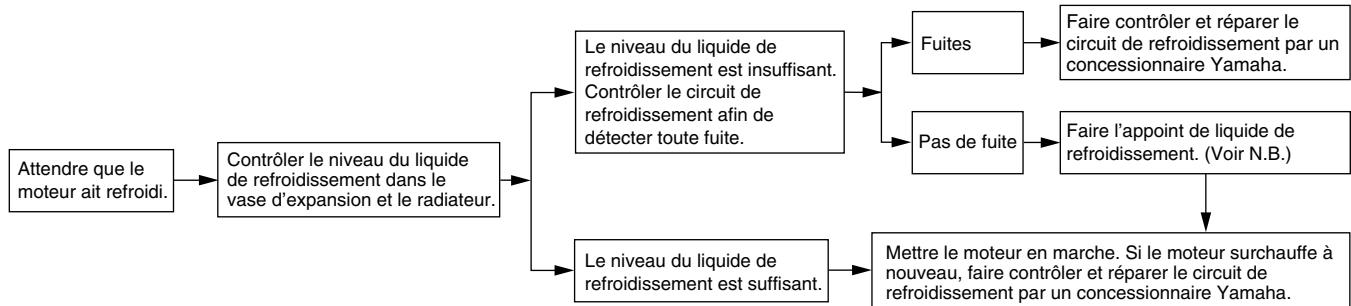 Attendre que le
moteur ait refroidi.
Contrôler le niveau du liquide
de refroidissement dans le
vase d'expansion et le radiateur.
Le niveau du liquide de
refroidissement est insuffisant.
Contrôler le circuit de
refroidissement afin de
détecter toute fuite.
Fuites
Faire contrôler et réparer le
circuit de refroidissement par un
concessionnaire Yamaha.
Pas de fuite
Faire l'appoint de liquide de
refroidissement. (Voir N.B.)
Le niveau du liquide de
refroidissement est suffisant.
Mettre le moteur en marche. Si le moteur surchauffe à
nouveau, faire contrôler et réparer le circuit de
refroidissement par un concessionnaire Yamaha.